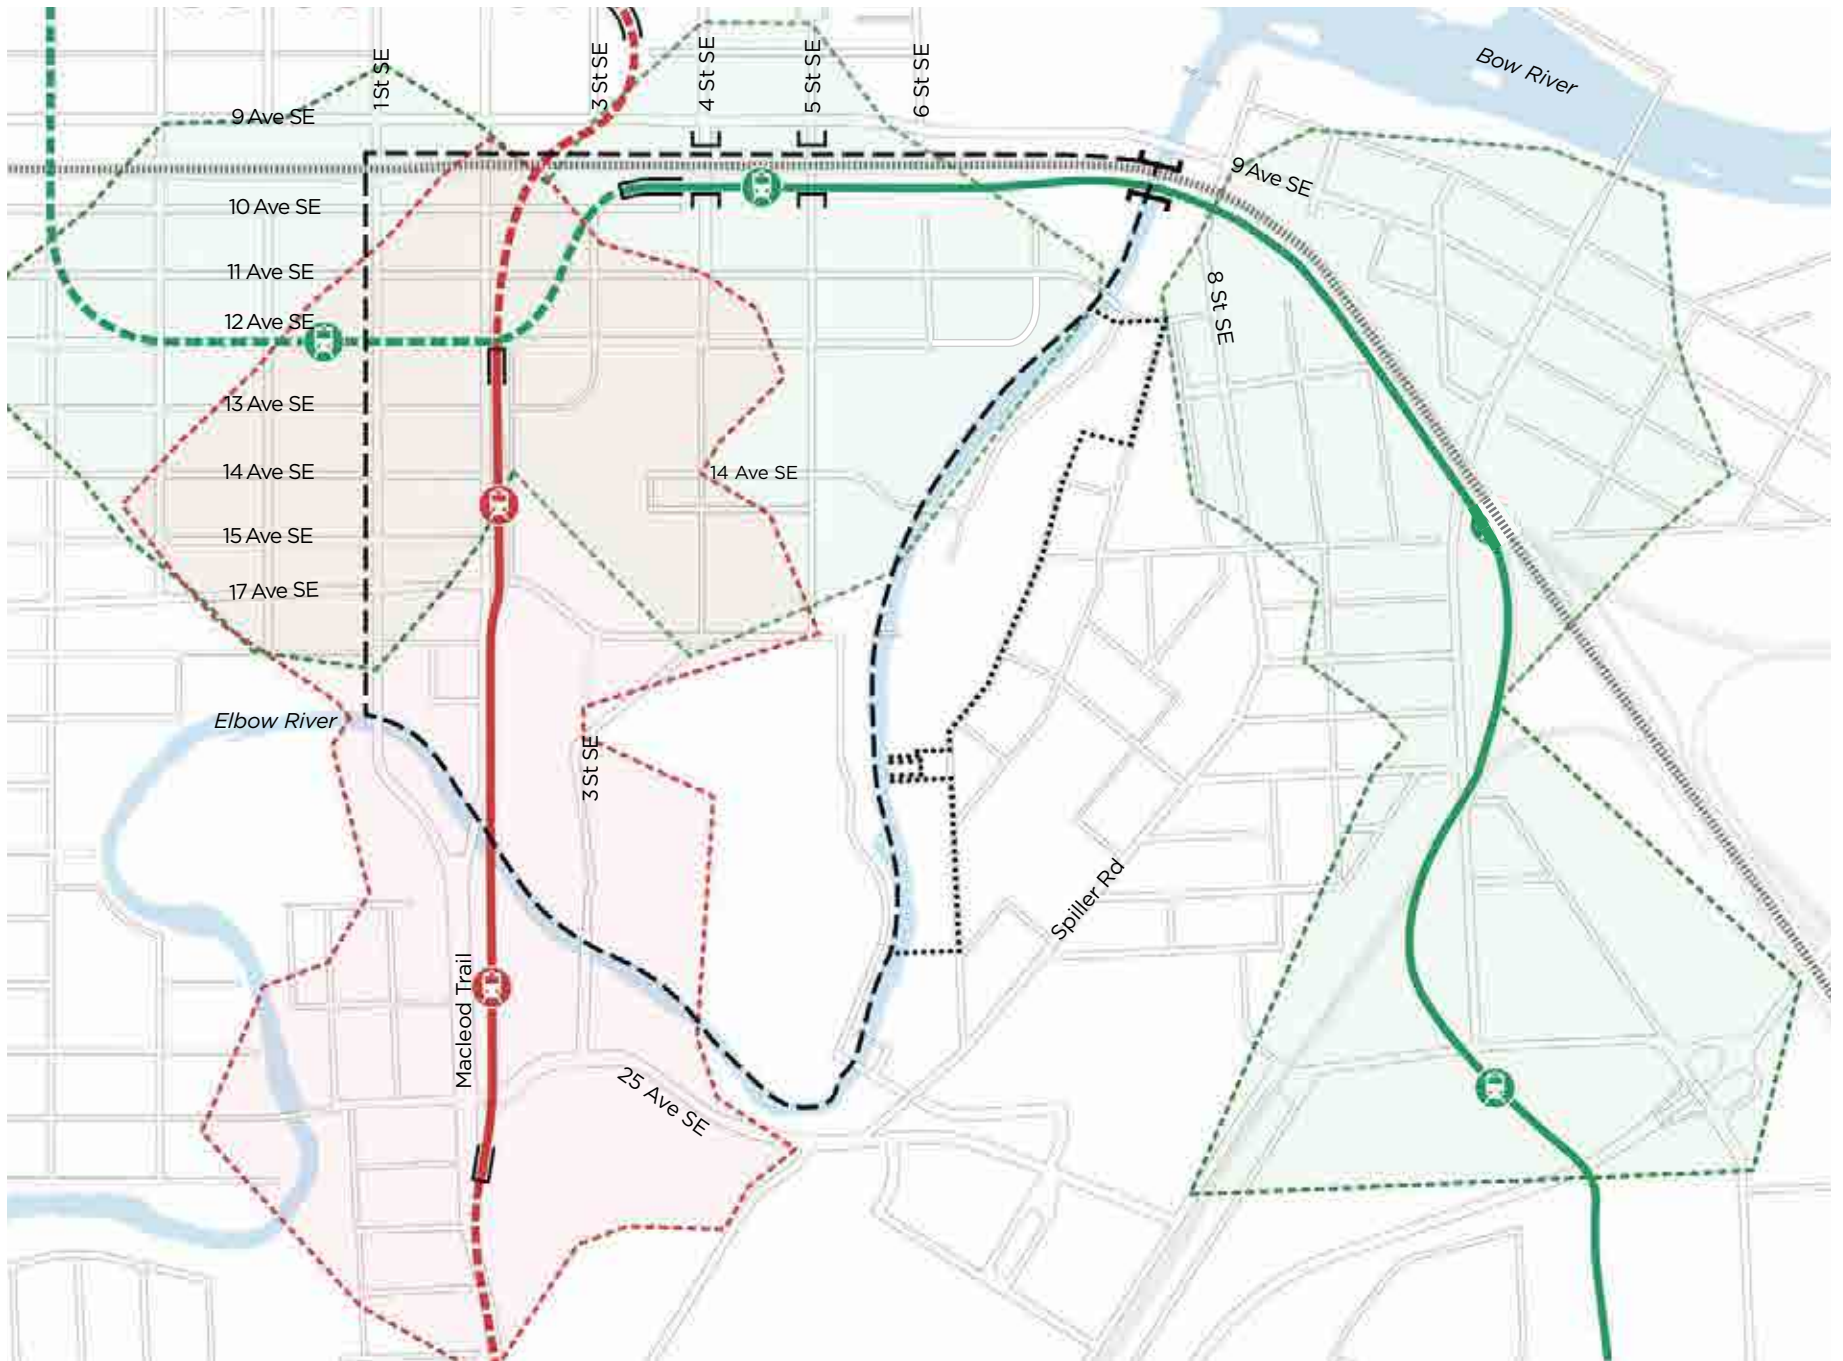 Bow River
1 St SE
3 St SE
4 St SE
5 St SE
6 St SE
9 Ave SE
9 Ave SE
10 Ave SE
11 Ave SE
8 St SE
12 Ave SE
13 Ave SE
14 Ave SE
14 Ave SE
15 Ave SE
17 Ave SE
Elbow River
3 St SE
Spiller Rd
Macleod Trail
25 Ave SE